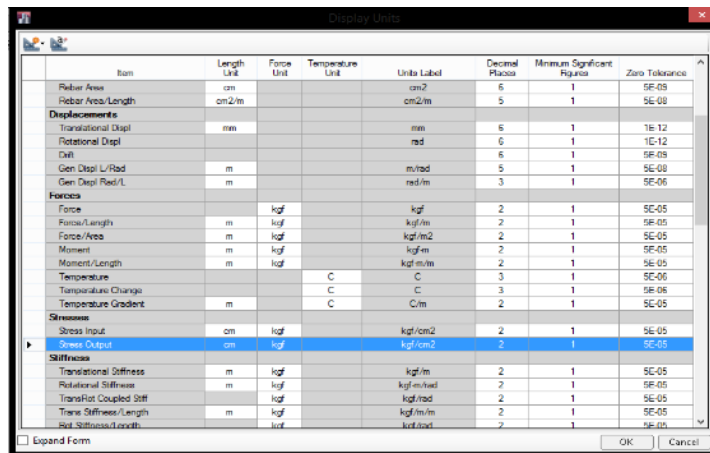 Display Units
Item Length Unit Force Unit Temperature Unit Units Label Decimal Places Minimum Significant Figures Zero Tolerance
Rebar Area cm cm2 6 1 5E-09
Rebar Area/Length cm2/m cm2/m 5 1 5E-08
Displacements
Translational Displ mm mm 6 1 1E-12
Rotational Displ rad 6 1 1E-12
Drift 6 1 5E-09
Gen Displ L/Rad m m/rad 5 1 5E-08
Gen Displ Rad/L m rad/m 3 1 5E-06
Forces
Force kgf kgf 2 1 5E-05
Force/Length m kgf kgf/m 2 1 5E-05
Force/Area m kgf kgf/m2 2 1 5E-05
Moment m kgf kgf-m 2 1 5E-05
Moment/Length m kgf kgf-m/m 2 1 5E-05
Temperature C C 3 1 5E-06
Temperature Change C C 3 1 5E-06
Temperature Gradient m C C/m 2 1 5E-05
Stresses
Stress Input cm kgf kgf/cm2 2 1 5E-05
Stress Output cm kgf kgf/cm2 2 1 5E-05
Stiffness
Translational Stiffness m kgf kgf/m 2 1 5E-05
Rotational Stiffness m kgf kgf-m/rad 2 1 5E-05
TransRot Coupled Stiff kgf kgf/rad 2 1 5E-05
Trans Stiffness/Length m kgf kgf/m/m 2 1 5E-05
Rot Stiffness/Length kgf kgf/rad 2 1 5E-05
Expand Form OK Cancel